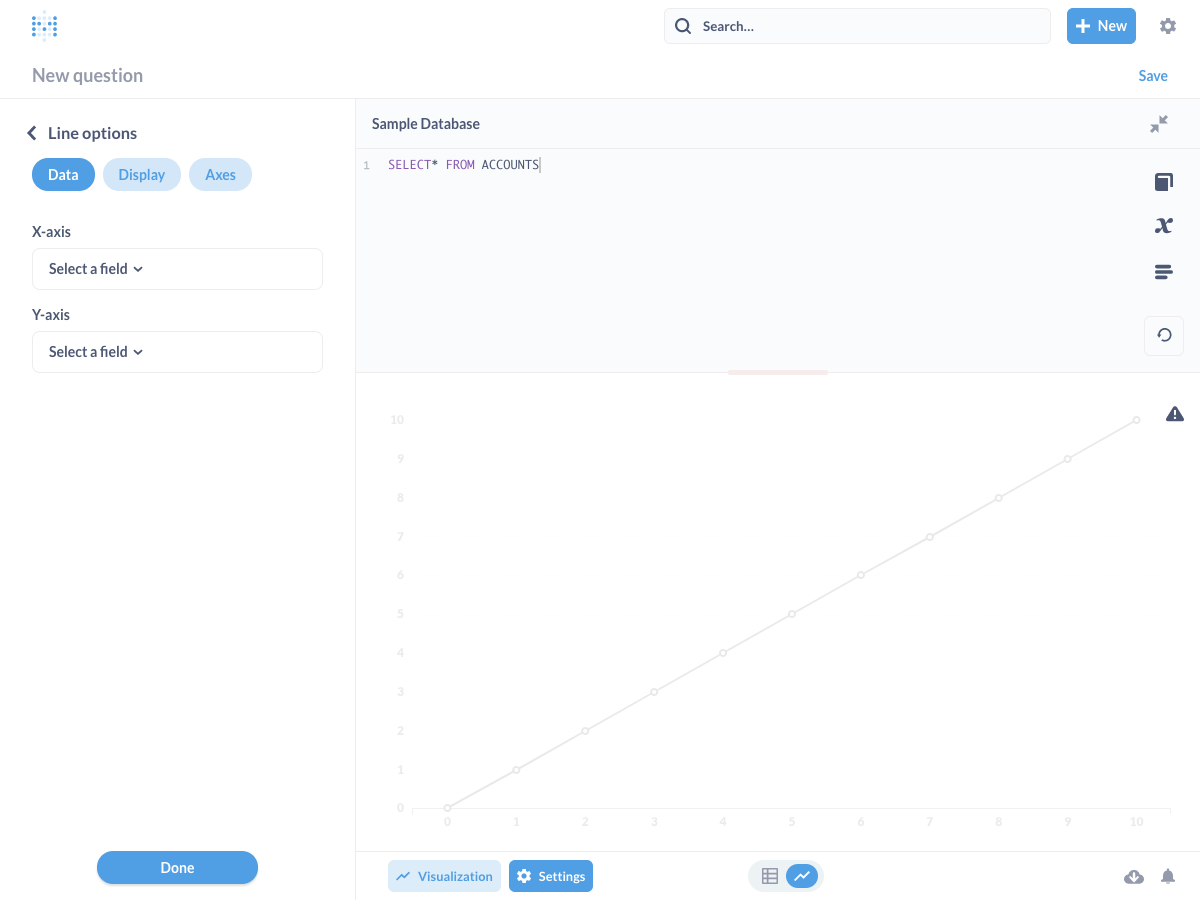 Search...
New
New question
Save
Line options
Data Display Axes
X-axis
Select a field
Y-axis
Select a field
Done
Sample Database
1 SELECT* FROM ACCOUNTS
10
9
8
7
6
5
4
3
2
1
0
0 1 2 3 4 5 6 7 8 9 10
Visualization Settings